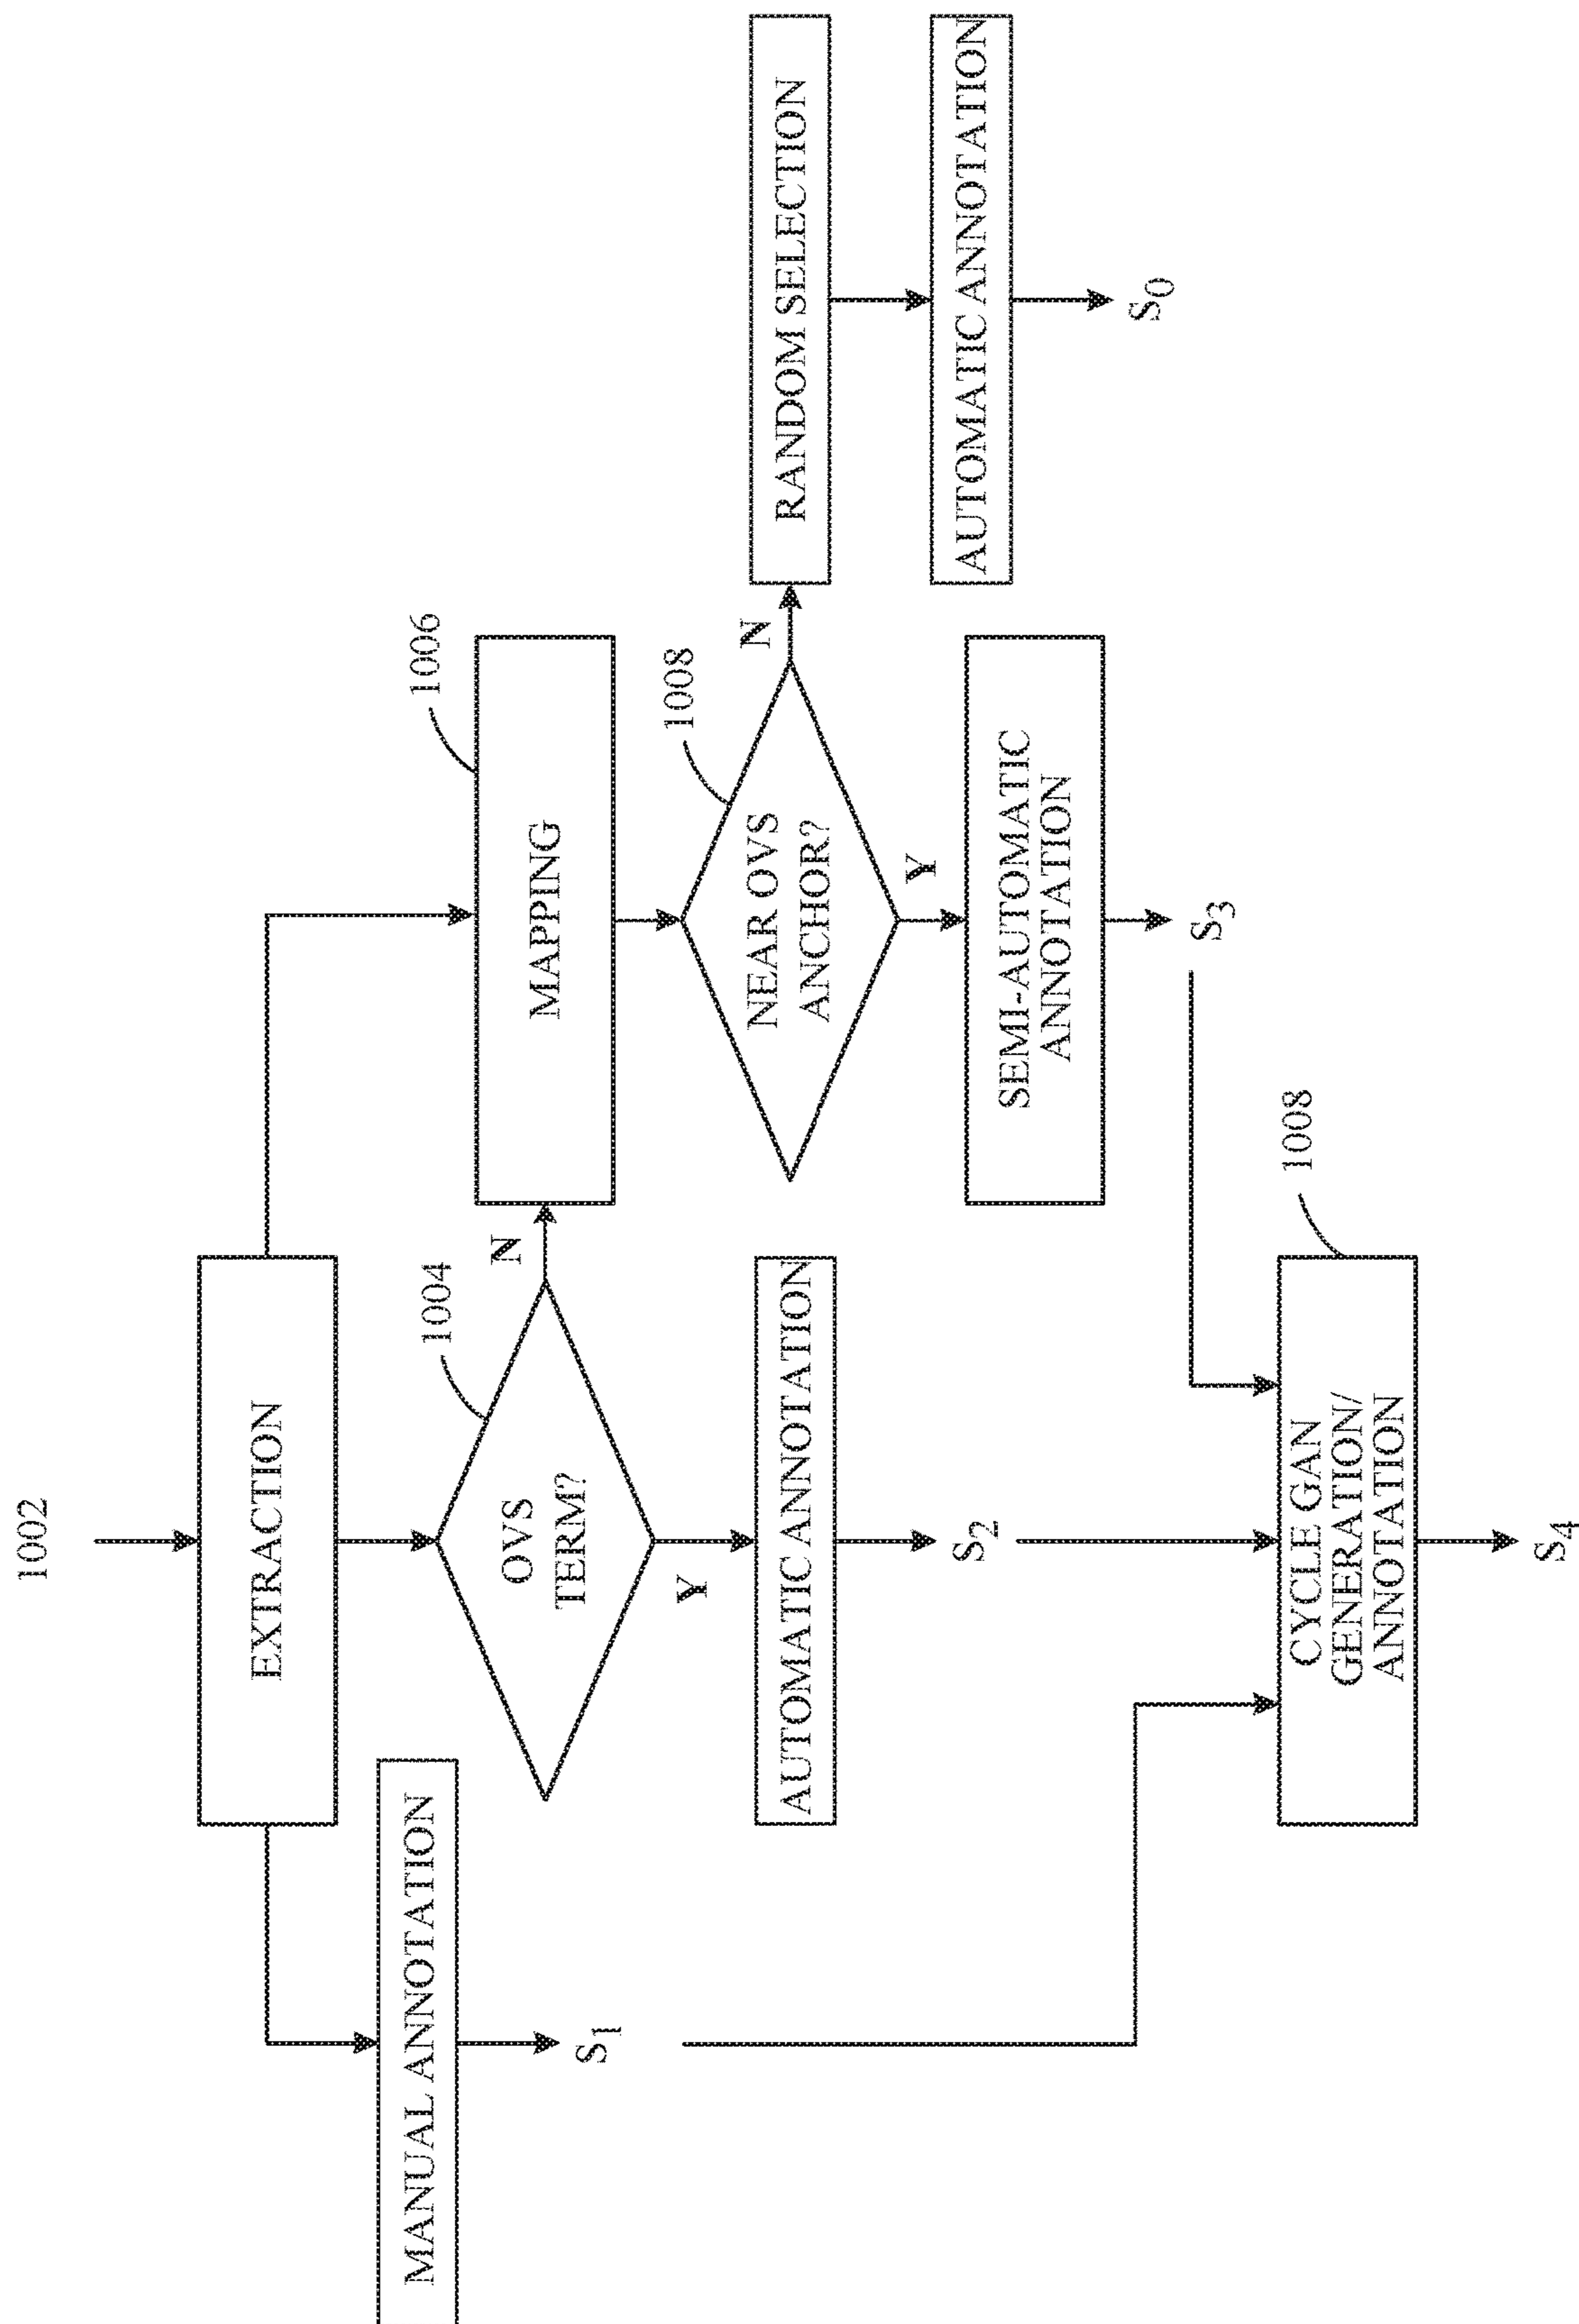 1002
EXTRACTION
MANUAL ANNOTATION
S1
1004
OVS
TERM?
N
Y
AUTOMATIC ANNOTATION
S2
1006
MAPPING
1008
NEAR OVS
ANCHOR?
N
Y
SEMI-AUTOMATIC
ANNOTATION
S3
RANDOM SELECTION
AUTOMATIC ANNOTATION
S0
1008
CYCLE GAN
GENERATION/
ANNOTATION
S4